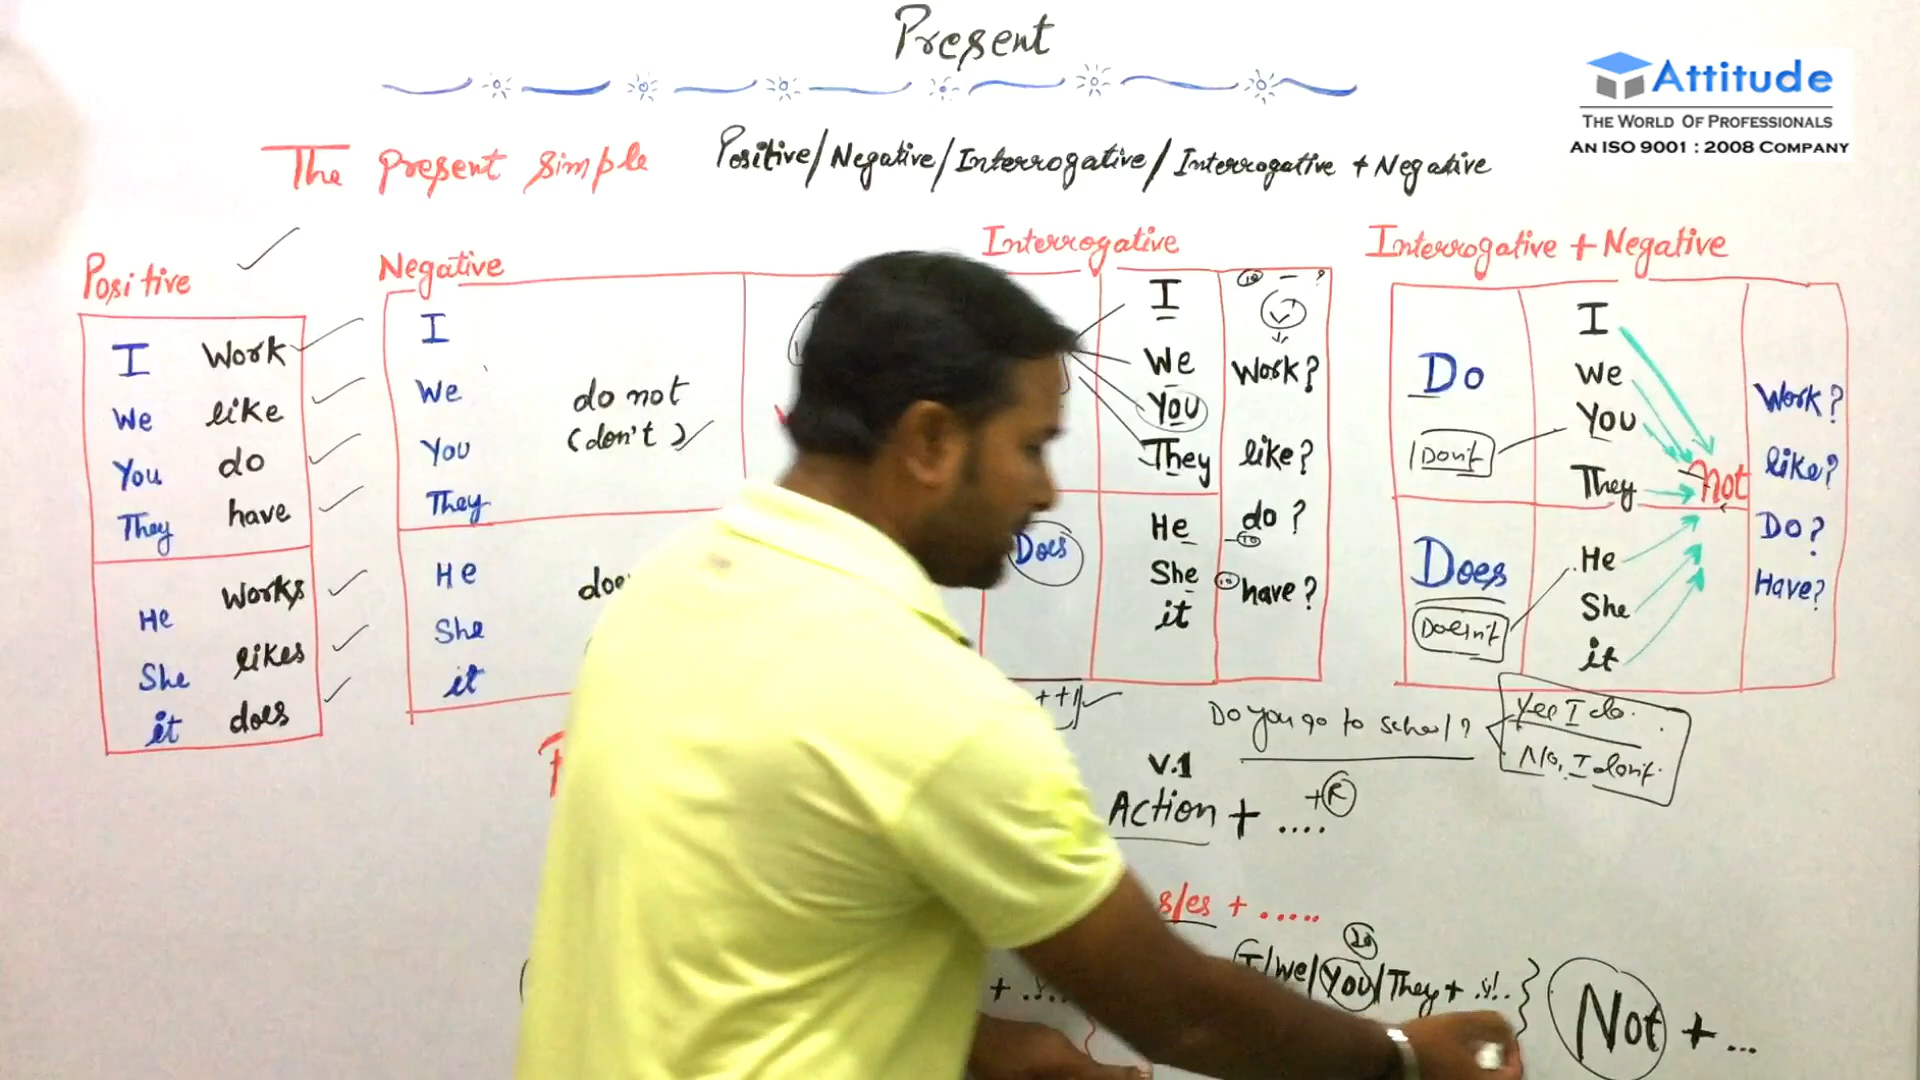 Present
Attitude
THE WORLD OF PROFESSIONALS
AN ISO 9001 : 2008 COMPANY
The Present Simple Positive/Negative/Interrogative/Interrogative + Negative
Positive
I Work
We like
You do
They have
He works
She likes
it does
Negative
I
We
You
They
do not
(don't)
He
She
it
Interrogative
Does
I
We
You
They
He
She
it
Work?
like?
do?
have?
Interrogative + Negative
Do
Don't
Does
Doesn't
I
We
You
They
He
She
it
Not
Work?
like?
Do?
Have?
Do you go to school?
Yes I do.
No, I don't.
V.1
Action + ....
s/es + .....
I/We/You/They +
Not + ...